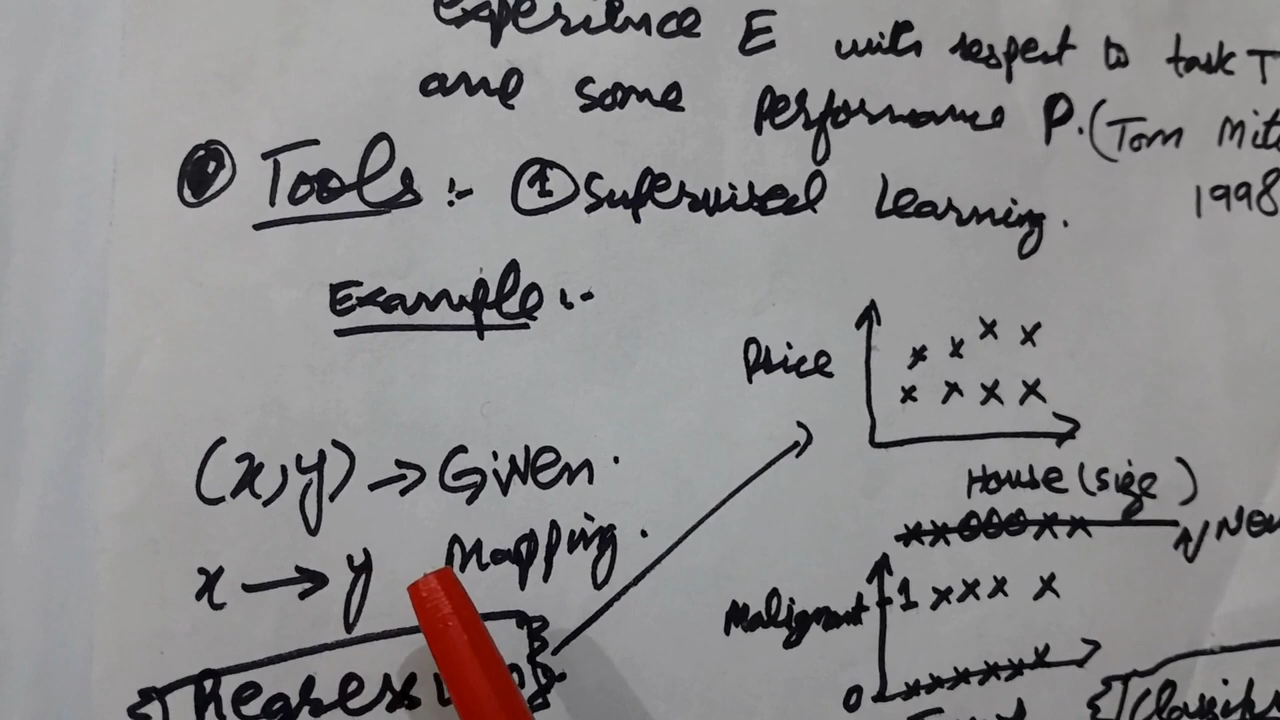 experience E with respect to task T
and some Performance P. (Tom Mit
1998
Tools :- ① Supervised Learning.
Example :-
Price
House (size)
(x,y) → Given.
x → y Mapping.
Malignant 1
0